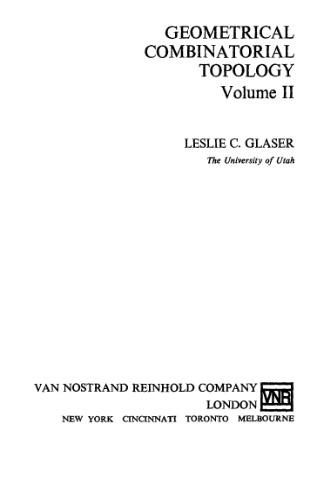 GEOMETRICAL
COMBINATORIAL
TOPOLOGY
Volume II
LESLIE C. GLASER
The University of Utah
VAN NOSTRAND REINHOLD COMPANY
LONDON VNR
NEW YORK CINCINNATI TORONTO MELBOURNE